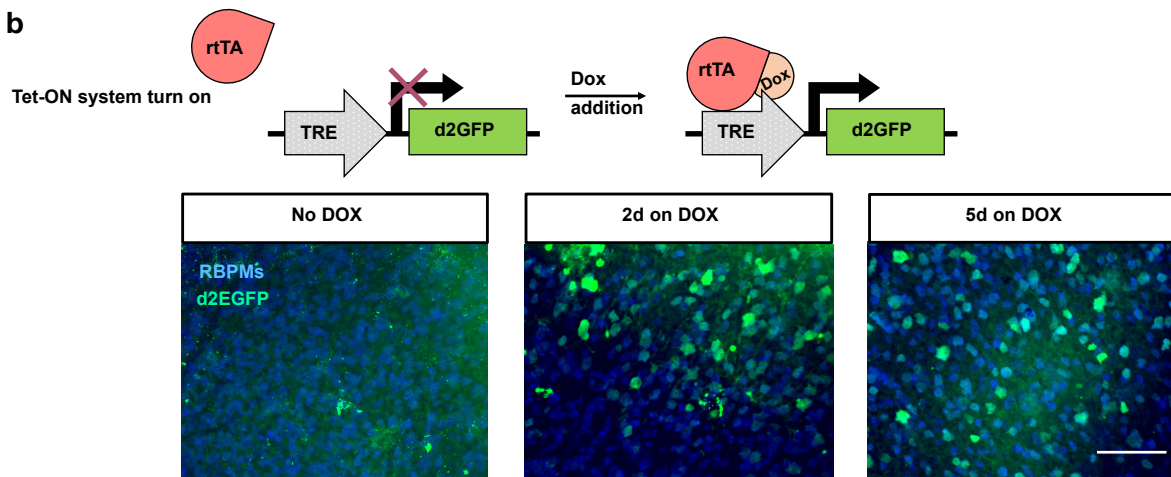 b
rtTA
Tet-ON system turn on
TRE
d2GFP
Dox
addition
rtTA
Dox
TRE
d2GFP
No DOX
2d on DOX
5d on DOX
RBPMs
d2EGFP